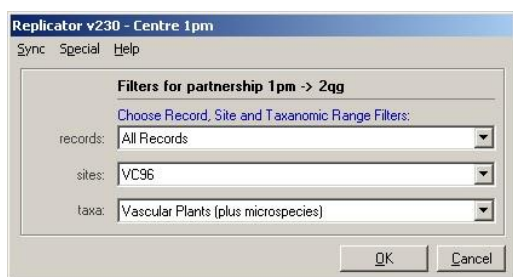 Replicator v230 - Centre 1pm
Sync Special Help
Filters for partnership 1pm -> 2qg
Choose Record, Site and Taxanomic Range Filters:
records: All Records
sites: VC96
taxa: Vascular Plants (plus microspecies)
OK Cancel